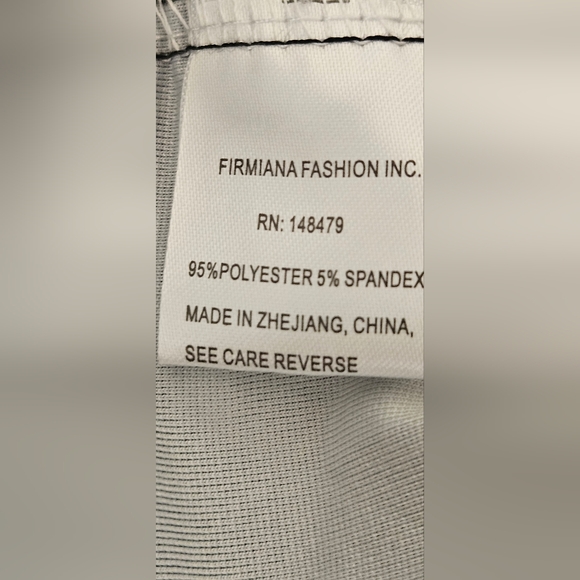 FIRMIANA FASHION INC.
RN: 148479
95%POLYESTER 5% SPANDEX
MADE IN ZHEJIANG, CHINA,
SEE CARE REVERSE